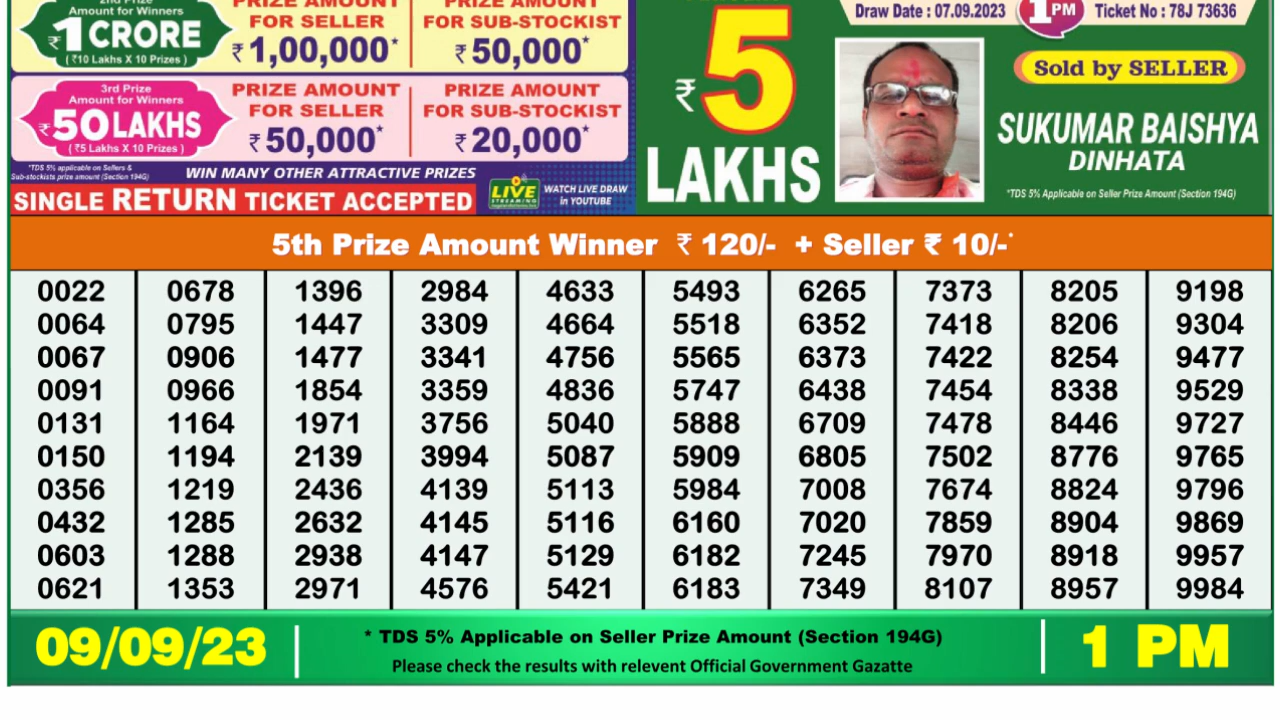 2nd Prize
Amount for Winners
₹1 CRORE
(₹10 Lakhs X 10 Prizes)
PRIZE AMOUNT
FOR SELLER
₹1,00,000*
PRIZE AMOUNT
FOR SUB-STOCKIST
₹50,000*
3rd Prize
Amount for Winners
₹50LAKHS
(₹5 Lakhs X 10 Prizes)
PRIZE AMOUNT
FOR SELLER
₹50,000*
PRIZE AMOUNT
FOR SUB-STOCKIST
₹20,000*
*TDS 5% applicable on Sellers &
Sub-stockists prize amount (Section 194G)
WIN MANY OTHER ATTRACTIVE PRIZES
SINGLE RETURN TICKET ACCEPTED
LIVE
STREAMING
WATCH LIVE DRAW
in YOUTUBE
₹5
LAKHS
Draw Date : 07.09.2023
1PM
Ticket No : 78J 73636
Sold by SELLER
SUKUMAR BAISHYA
DINHATA
*TDS 5% Applicable on Seller Prize Amount (Section 194G)
5th Prize Amount Winner ₹ 120/- + Seller ₹ 10/-*
0022 0678 1396 2984 4633 5493 6265 7373 8205 9198
0064 0795 1447 3309 4664 5518 6352 7418 8206 9304
0067 0906 1477 3341 4756 5565 6373 7422 8254 9477
0091 0966 1854 3359 4836 5747 6438 7454 8338 9529
0131 1164 1971 3756 5040 5888 6709 7478 8446 9727
0150 1194 2139 3994 5087 5909 6805 7502 8776 9765
0356 1219 2436 4139 5113 5984 7008 7674 8824 9796
0432 1285 2632 4145 5116 6160 7020 7859 8904 9869
0603 1288 2938 4147 5129 6182 7245 7970 8918 9957
0621 1353 2971 4576 5421 6183 7349 8107 8957 9984
09/09/23
* TDS 5% Applicable on Seller Prize Amount (Section 194G)
Please check the results with relevent Official Government Gazatte
1 PM